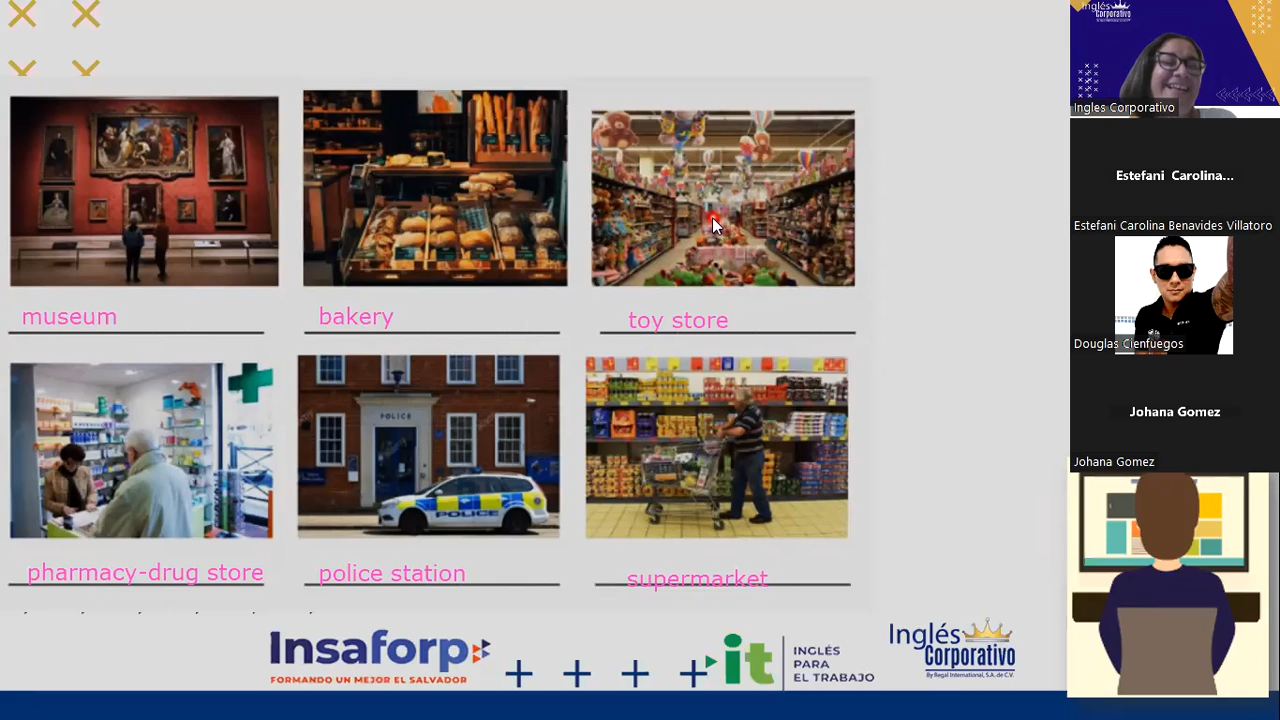 museum
bakery
toy store
POLICE
POLICE
pharmacy-drug store
police station
supermarket
Insaforp
FORMANDO UN MEJOR EL SALVADOR
it
INGLÉS
PARA
EL TRABAJO
Inglés
Corporativo
By Regal International, S.A. de C.V.
Inglés
Corporativo
Ingles Corporativo
Estefani Carolina...
Estefani Carolina Benavides Villatoro
Douglas Cienfuegos
Johana Gomez
Johana Gomez